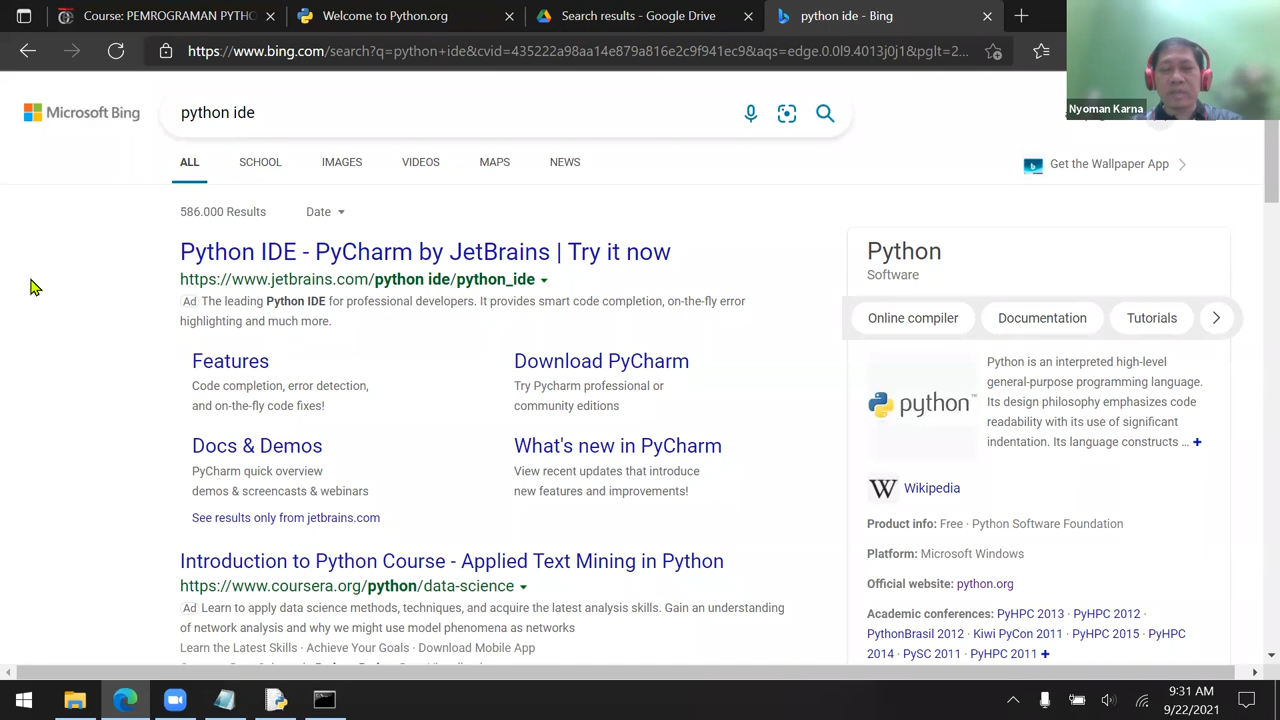 Course: PEMROGRAMAN PYTHO
Welcome to Python.org
Search results - Google Drive
python ide - Bing
https://www.bing.com/search?q=python+ide&cvid=435222a98aa14e879a816e2c9f941ec9&aqs=edge.0.0l9.4013j0j1&pglt=2...
Nyoman Karna
Microsoft Bing
python ide
ALL
SCHOOL
IMAGES
VIDEOS
MAPS
NEWS
Get the Wallpaper App
586.000 Results
Date
Python IDE - PyCharm by JetBrains | Try it now
https://www.jetbrains.com/python ide/python_ide
Ad The leading Python IDE for professional developers. It provides smart code completion, on-the-fly error
highlighting and much more.
Features
Code completion, error detection,
and on-the-fly code fixes!
Download PyCharm
Try Pycharm professional or
community editions
Docs & Demos
PyCharm quick overview
demos & screencasts & webinars
What's new in PyCharm
View recent updates that introduce
new features and improvements!
See results only from jetbrains.com
Introduction to Python Course - Applied Text Mining in Python
https://www.coursera.org/python/data-science
Ad Learn to apply data science methods, techniques, and acquire the latest analysis skills. Gain an understanding
of network analysis and why we might use model phenomena as networks
Learn the Latest Skills · Achieve Your Goals · Download Mobile App
Python
Software
Online compiler
Documentation
Tutorials
python™
Python is an interpreted high-level
general-purpose programming language.
Its design philosophy emphasizes code
readability with its use of significant
indentation. Its language constructs ...
W Wikipedia
Product info: Free · Python Software Foundation
Platform: Microsoft Windows
Official website: python.org
Academic conferences: PyHPC 2013 · PyHPC 2012 ·
PythonBrasil 2012 · Kiwi PyCon 2011 · PyHPC 2015 · PyHPC
2014 · PySC 2011 · PyHPC 2011
9:31 AM
9/22/2021